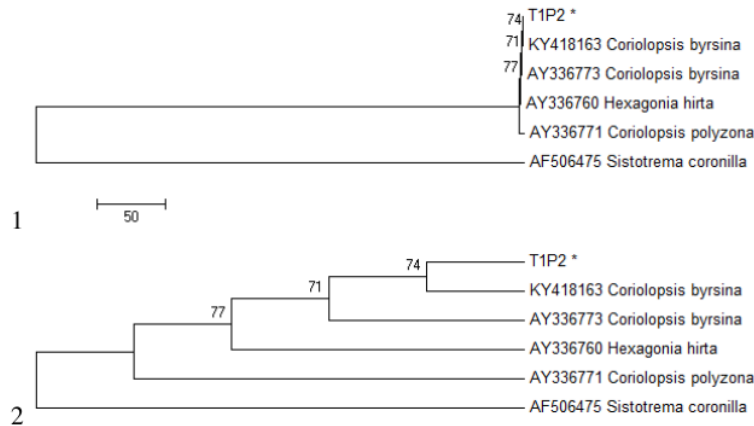 T1P2 *
74
KY418163 Coriolopsis byrsina
71
AY336773 Coriolopsis byrsina
77
AY336760 Hexagonia hirta
AY336771 Coriolopsis polyzona
AF506475 Sistotrema coronilla
50
1
T1P2 *
74
KY418163 Coriolopsis byrsina
71
AY336773 Coriolopsis byrsina
77
AY336760 Hexagonia hirta
AY336771 Coriolopsis polyzona
AF506475 Sistotrema coronilla
2